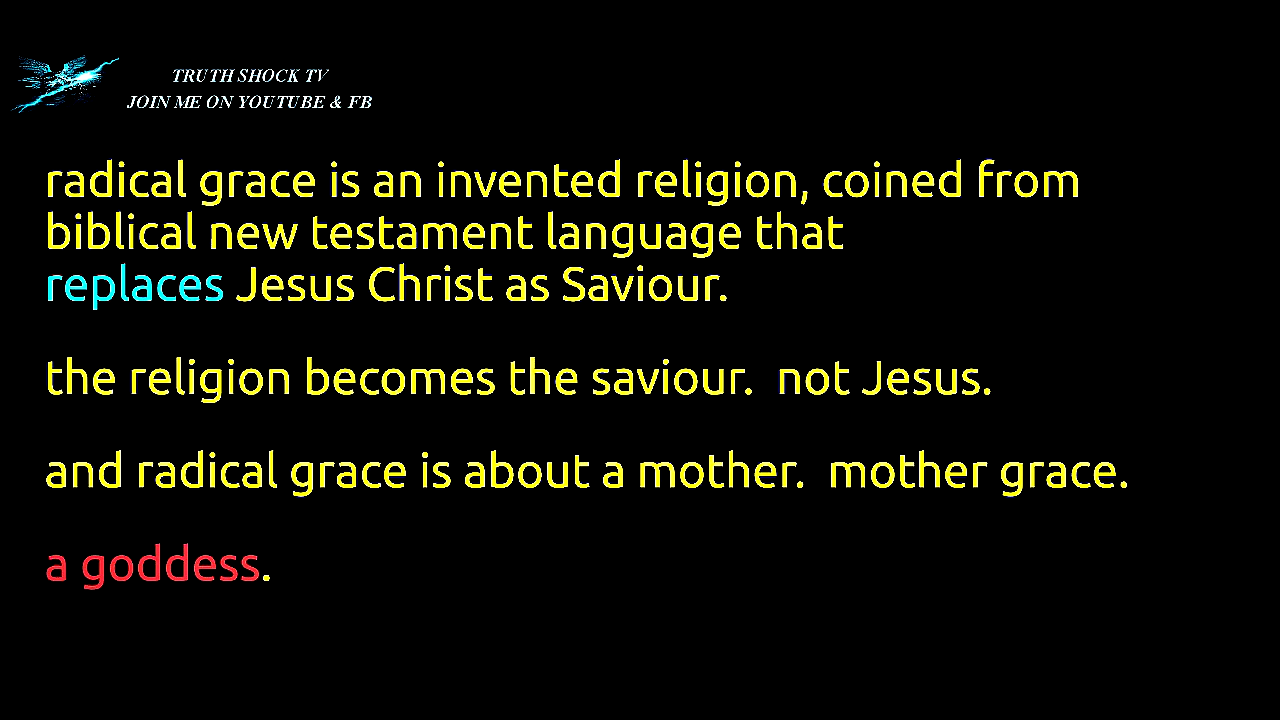 TRUTH SHOCK TV
JOIN ME ON YOUTUBE & FB
radical grace is an invented religion, coined from
biblical new testament language that
replaces Jesus Christ as Saviour.
the religion becomes the saviour.  not Jesus.
and radical grace is about a mother.  mother grace.
a goddess.